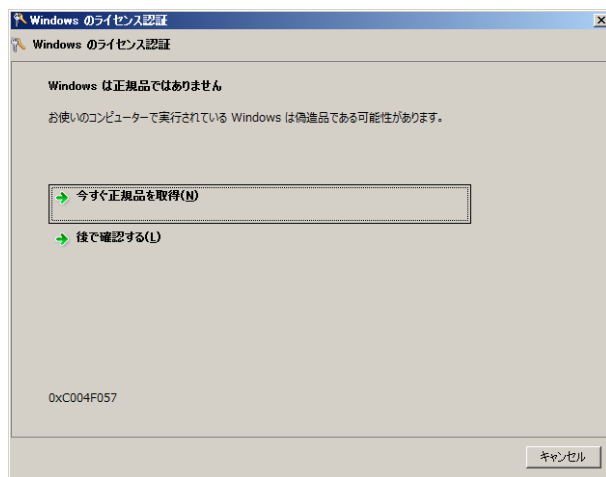 Windows のライセンス認証
Windows のライセンス認証
Windows は正規品ではありません
お使いのコンピューターで実行されている Windows は偽造品である可能性があります。
今すぐ正規品を取得(N)
後で確認する(L)
0xC004F057
キャンセル